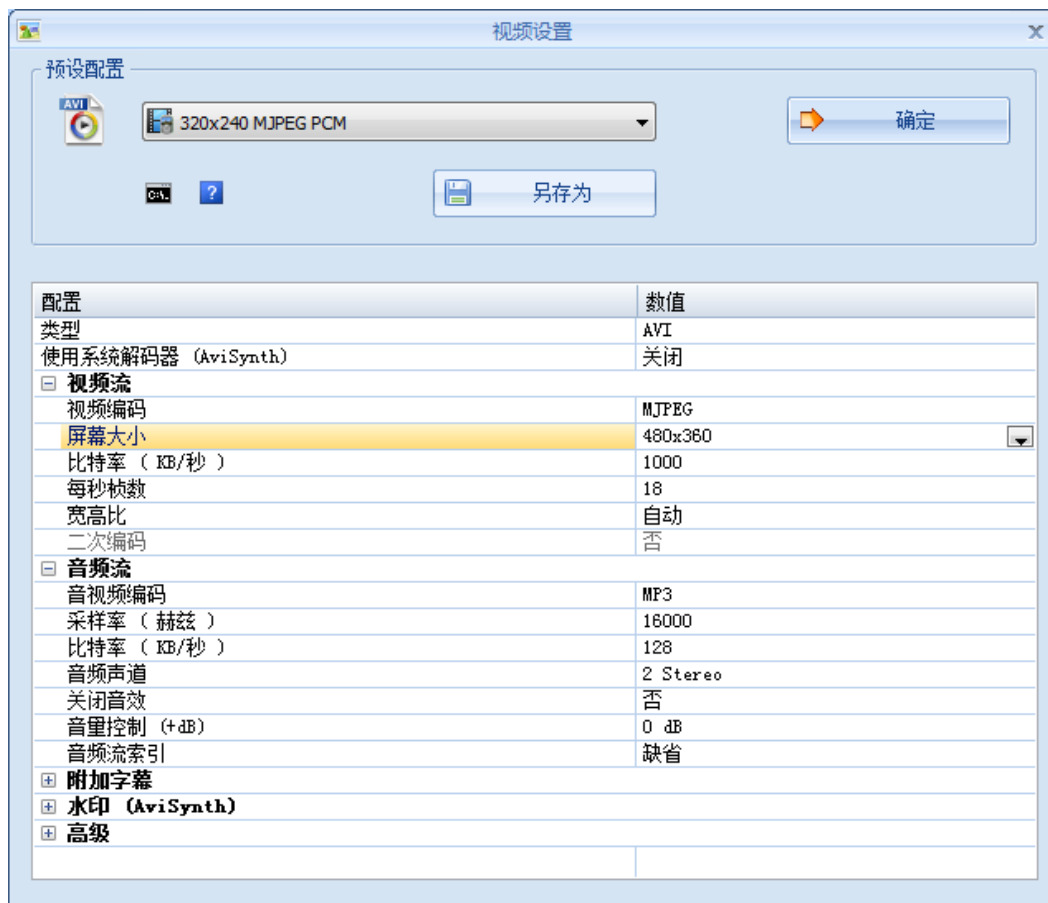 视频设置
预设配置
AVI
320x240 MJPEG PCM
确定
C:\_
?
另存为
配置 数值
类型 AVI
使用系统解码器 (AviSynth) 关闭
视频流
视频编码 MJPEG
屏幕大小 480x360
比特率 ( KB/秒 ) 1000
每秒桢数 18
宽高比 自动
二次编码 否
音频流
音视频编码 MP3
采样率 ( 赫兹 ) 16000
比特率 ( KB/秒 ) 128
音频声道 2 Stereo
关闭音效 否
音量控制 (+dB) 0 dB
音频流索引 缺省
附加字幕
水印 (AviSynth)
高级